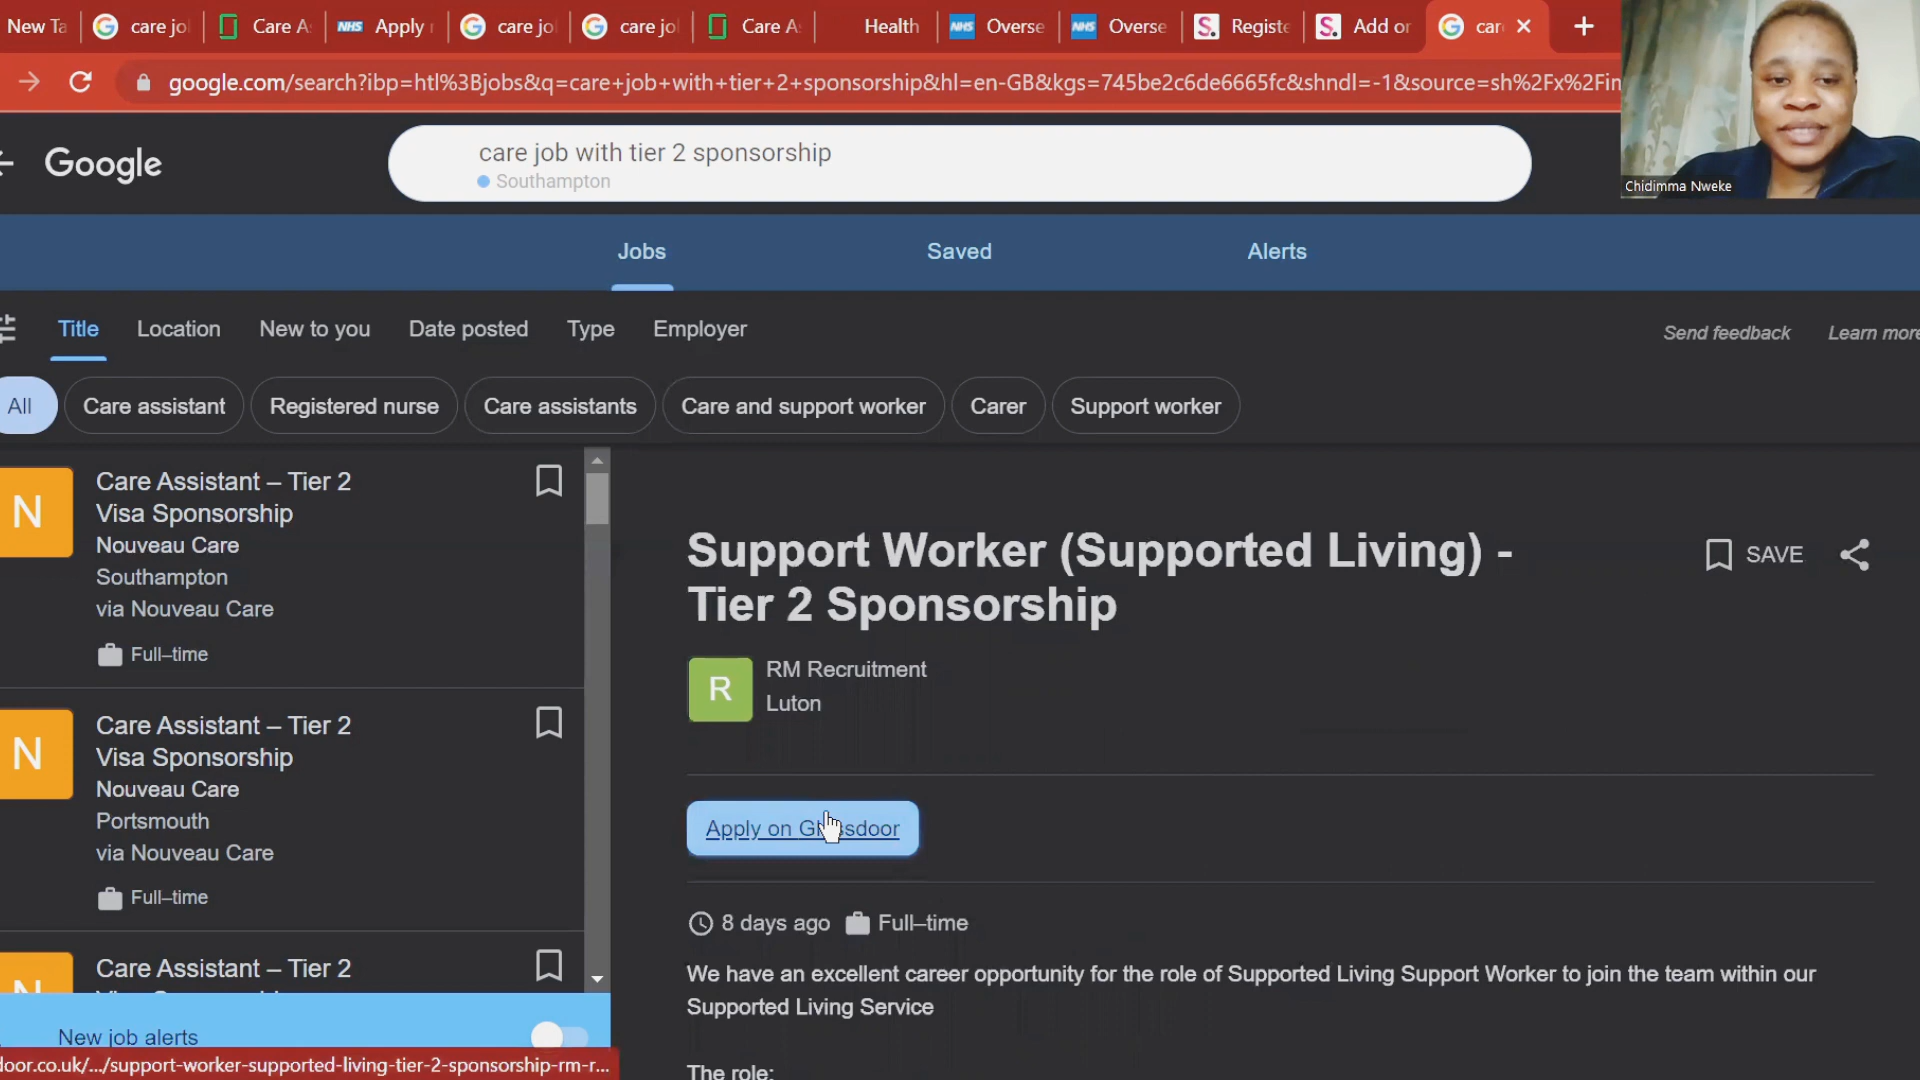 New Ta
care jo
Care A
NHS Apply
care jo
care jo
Care A
Health
NHS Overse
NHS Overse
Registe
Add or
car
google.com/search?ibp=htl%3Bjobs&q=care+job+with+tier+2+sponsorship&hl=en-GB&kgs=745be2c6de6665fc&shndl=-1&source=sh%2Fx%2Fin
Chidimma Nweke
Google
care job with tier 2 sponsorship
Southampton
Jobs
Saved
Alerts
Title
Location
New to you
Date posted
Type
Employer
Send feedback
Learn more
All
Care assistant
Registered nurse
Care assistants
Care and support worker
Carer
Support worker
N
Care Assistant – Tier 2
Visa Sponsorship
Nouveau Care
Southampton
via Nouveau Care
Full–time
N
Care Assistant – Tier 2
Visa Sponsorship
Nouveau Care
Portsmouth
via Nouveau Care
Full–time
Care Assistant – Tier 2
New job alerts
door.co.uk/.../support-worker-supported-living-tier-2-sponsorship-rm-r...
Support Worker (Supported Living) -
Tier 2 Sponsorship
SAVE
R
RM Recruitment
Luton
Apply on Glassdoor
8 days ago
Full–time
We have an excellent career opportunity for the role of Supported Living Support Worker to join the team within our
Supported Living Service
The role: